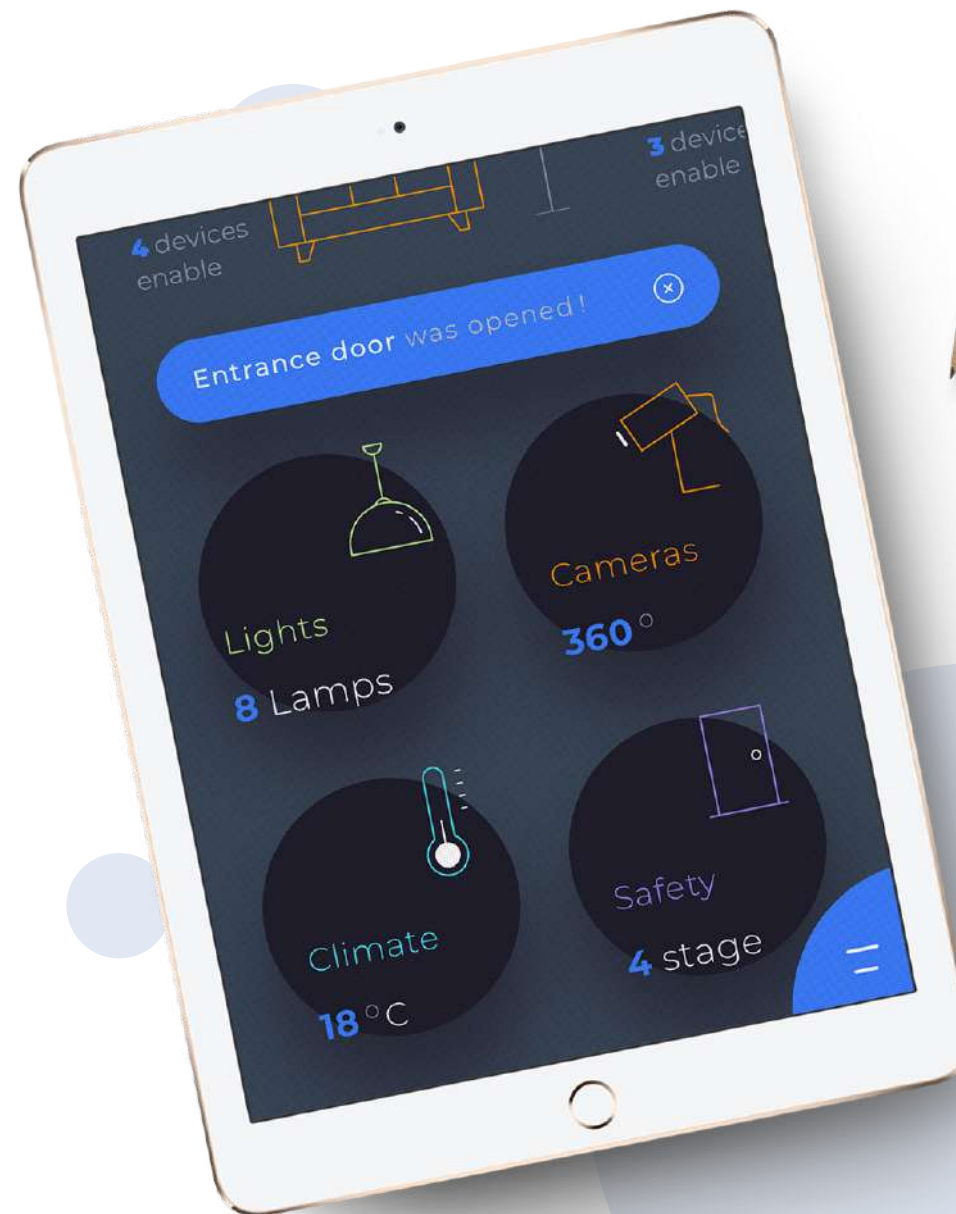 4 devices
enable
3 device
enable
Entrance door was opened!
Lights
8 Lamps
Cameras
360 °
Climate
18 °C
Safety
4 stage